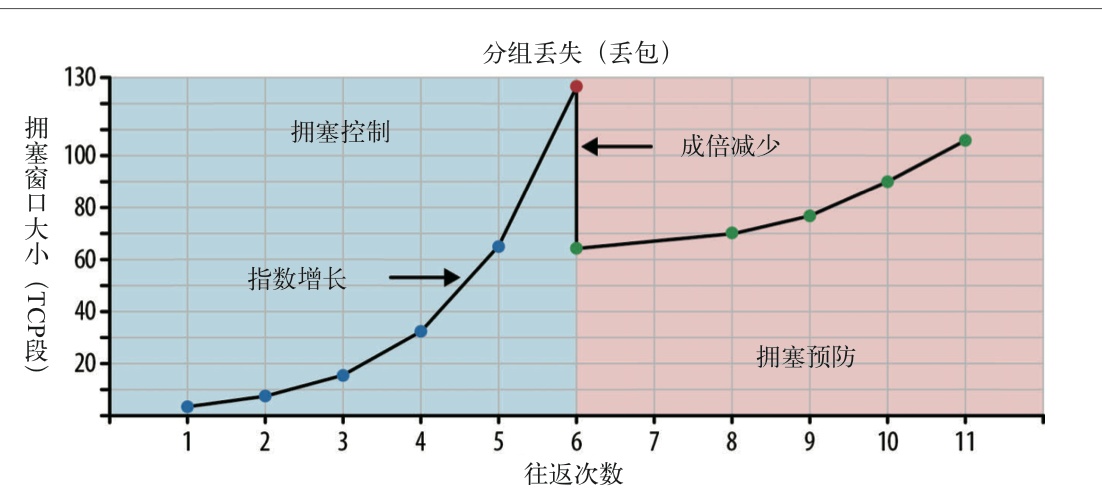 分组丢失（丢包）
130
100
80
60
40
20
拥塞窗口大小（TCP段）
拥塞控制
成倍减少
指数增长
拥塞预防
1 2 3 4 5 6 7 8 9 10 11
往返次数